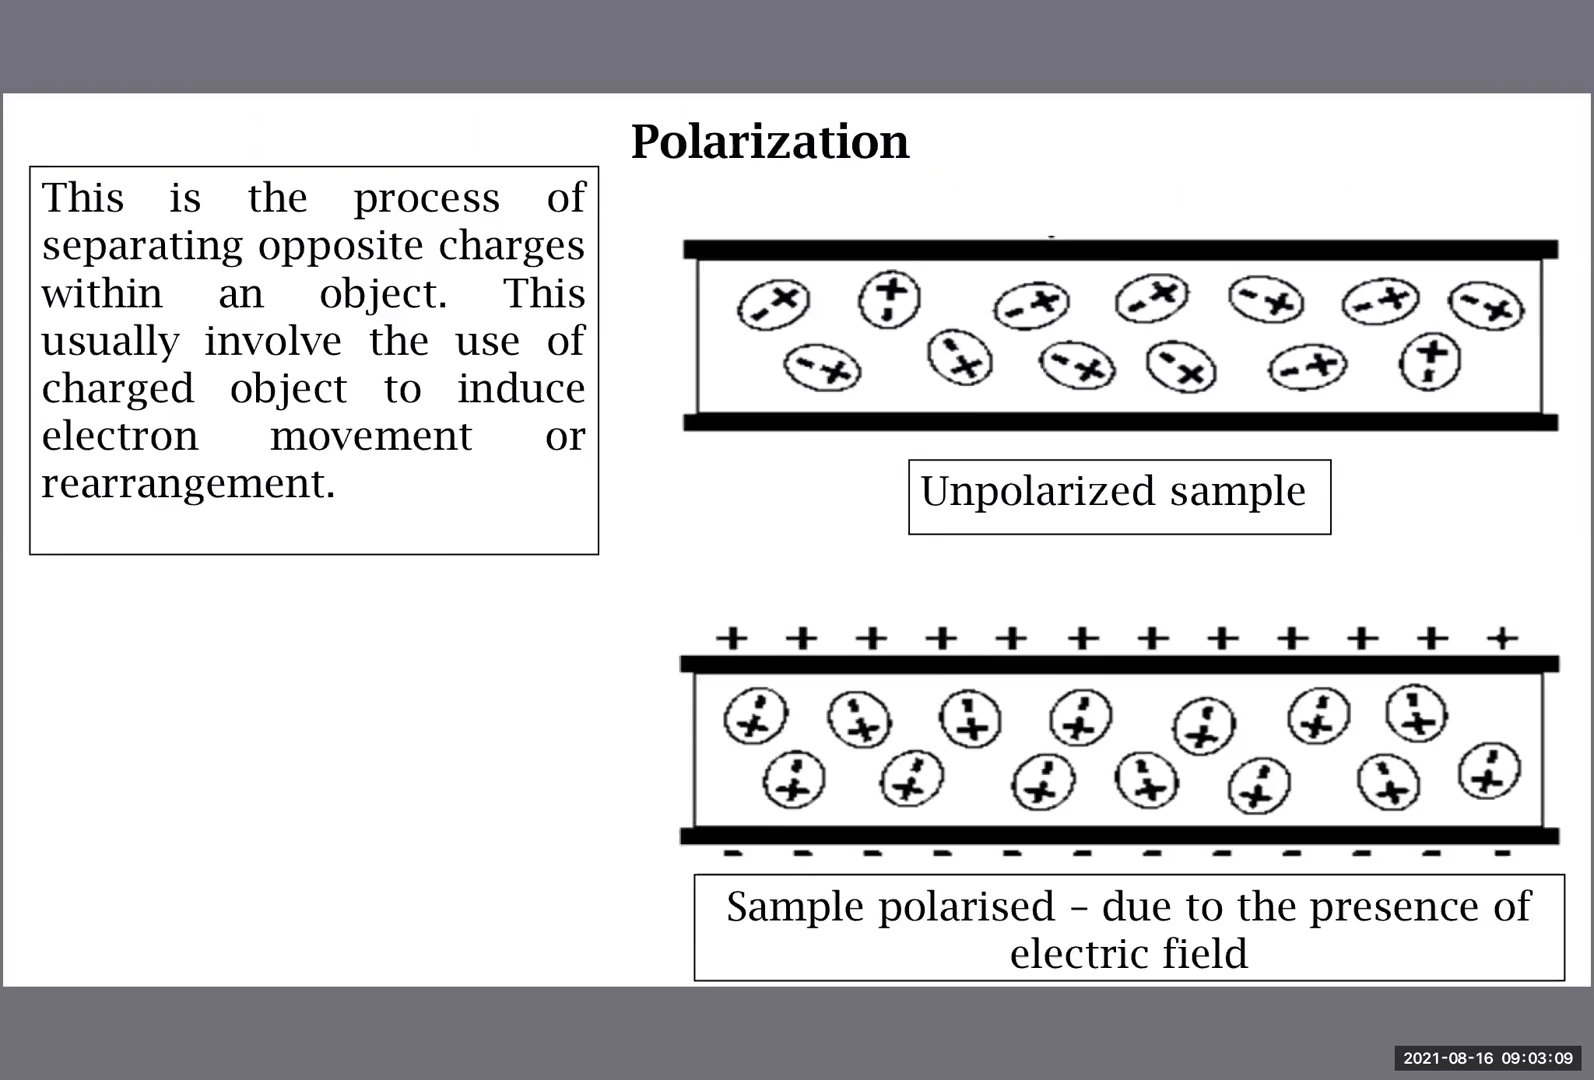 Polarization
This is the process of
separating opposite charges
within an object. This
usually involve the use of
charged object to induce
electron movement or
rearrangement.
Unpolarized sample
+ + + + + + + + + + + +
- - - - - - - - - - - -
Sample polarised – due to the presence of
electric field
2021-08-16 09:03:09